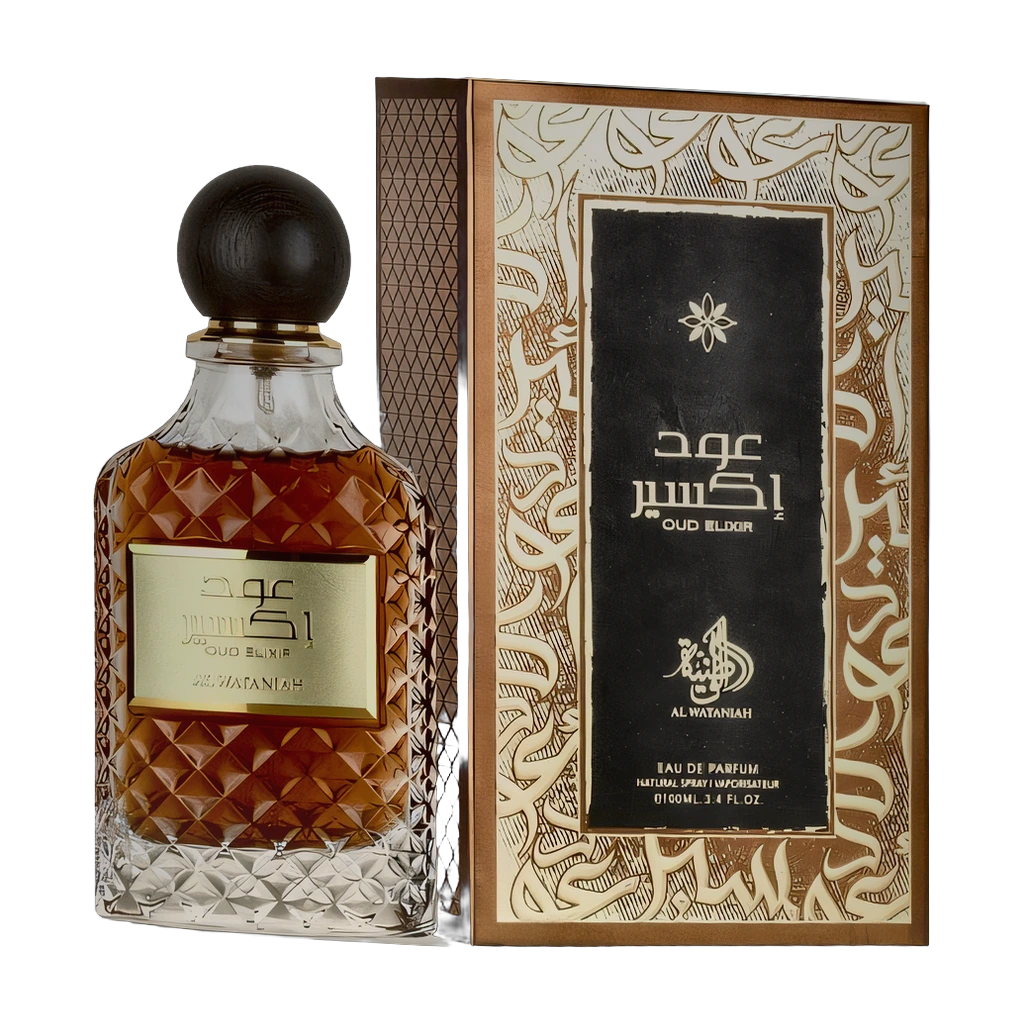 عود
إكسير
OUD ELIXIR
AL WATANIAH
عود
إكسير
OUD ELIXIR
الوطنية
AL WATANIAH
EAU DE PARFUM
NATURAL SPRAY | VAPORISATEUR
100ML. 3.4 FL.OZ.